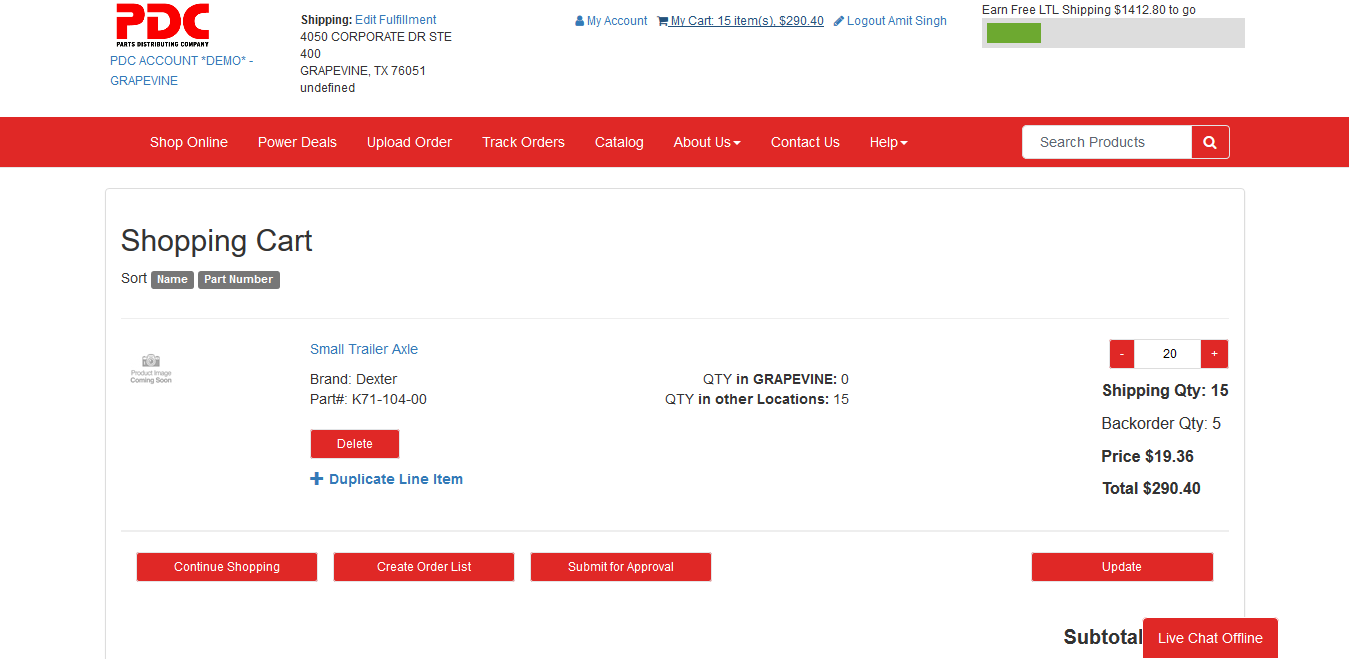 PDC
PARTS DISTRIBUTING COMPANY
PDC ACCOUNT *DEMO* -
GRAPEVINE
Shipping: Edit Fulfillment
4050 CORPORATE DR STE
400
GRAPEVINE, TX 76051
undefined
My Account My Cart: 15 item(s), $290.40 Logout Amit Singh
Earn Free LTL Shipping $1412.80 to go
Shop Online Power Deals Upload Order Track Orders Catalog About Us Contact Us Help Search Products
Shopping Cart
Sort Name Part Number
Product Image
Coming Soon
Small Trailer Axle
Brand: Dexter
Part#: K71-104-00
Delete
Duplicate Line Item
QTY in GRAPEVINE: 0
QTY in other Locations: 15
- 20 +
Shipping Qty: 15
Backorder Qty: 5
Price $19.36
Total $290.40
Continue Shopping Create Order List Submit for Approval Update
Subtotal
Live Chat Offline